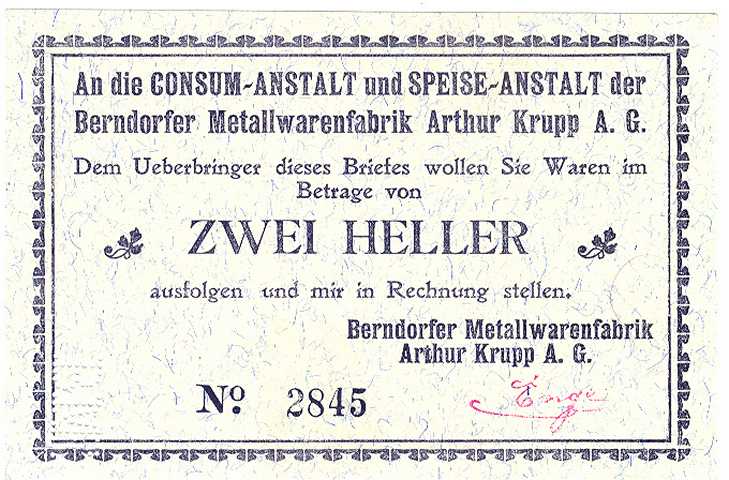 An die CONSUM-ANSTALT und SPEISE-ANSTALT der
Berndorfer Metallwarenfabrik Arthur Krupp A. G.
Dem Ueberbringer dieses Briefes wollen Sie Waren im
Betrage von
ZWEI HELLER
ausfolgen und mir in Rechnung stellen.
Berndorfer Metallwarenfabrik
Arthur Krupp A. G.
No. 2845